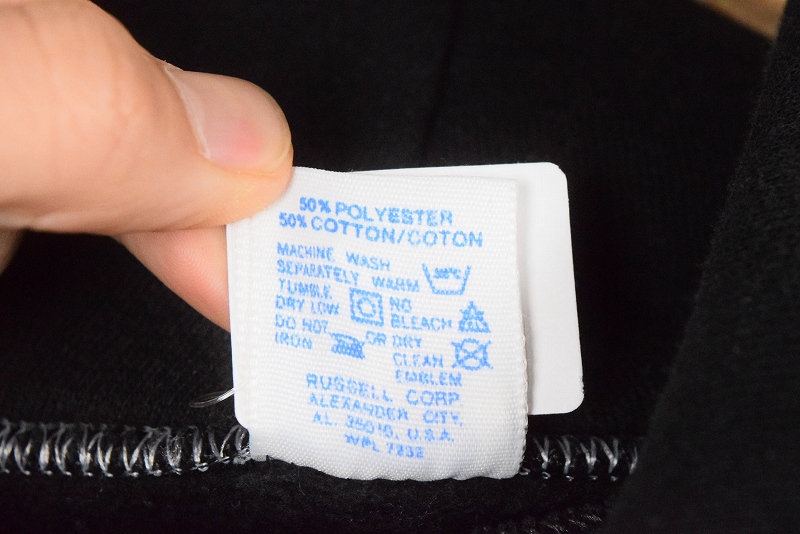 50% POLYESTER
50% COTTON/COTON
MACHINE WASH
SEPARATELY WARM
TUMBLE
DRY LOW
NO
BLEACH
DO NOT
IRON
OR DRY
CLEAN
EMBLEM
RUSSELL CORP
ALEXANDER CITY,
AL. 35010, U.S.A.
WPL 7232